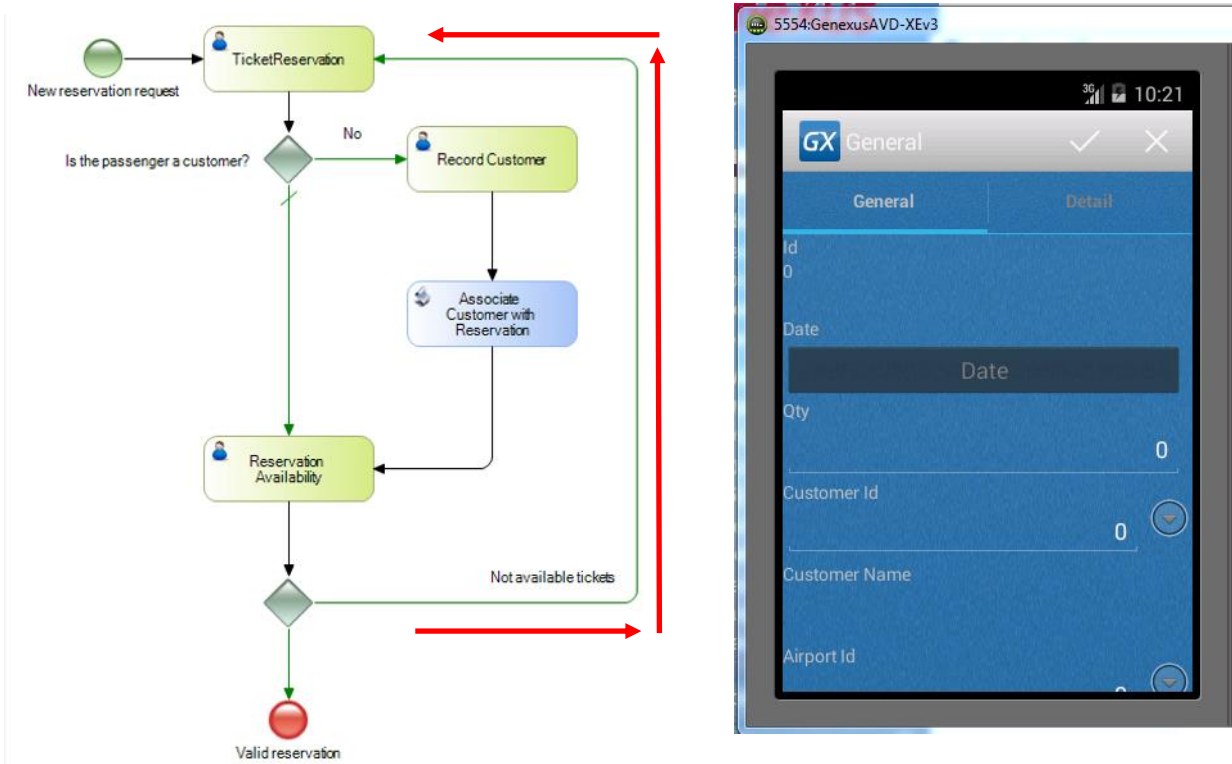 New reservation request
TicketReservation
Is the passenger a customer?
No
Record Customer
Associate
Customer with
Reservation
Reservation
Availability
Not available tickets
Valid reservation
5554:GenexusAVD-XEv3
3G 10:21
GX General
General Detail
Id
0
Date
Date
Qty
0
Customer Id
0
Customer Name
Airport Id